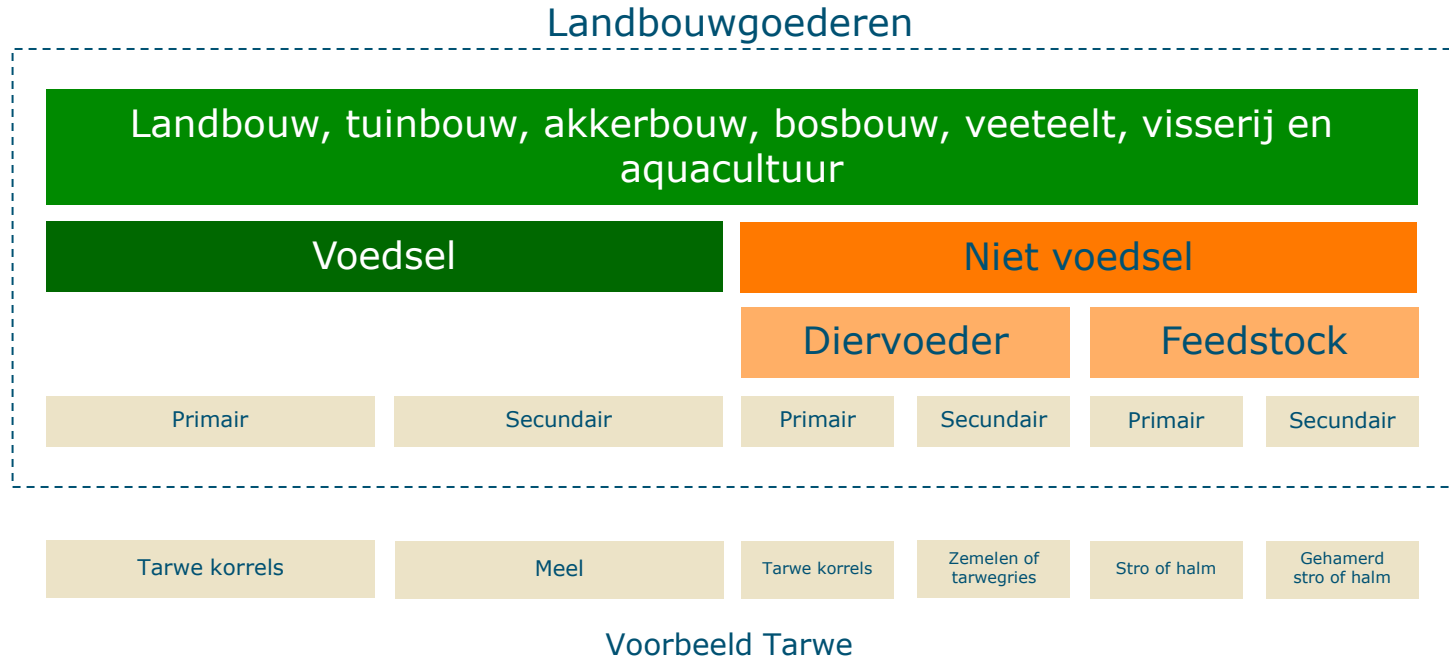 Landbouwgoederen
Landbouw, tuinbouw, akkerbouw, bosbouw, veeteelt, visserij en
aquacultuur
Voedsel
Niet voedsel
Diervoeder
Feedstock
Primair
Secundair
Primair
Secundair
Primair
Secundair
Tarwe korrels
Meel
Tarwe korrels
Zemelen of
tarwegries
Stro of halm
Gehamerd
stro of halm
Voorbeeld Tarwe